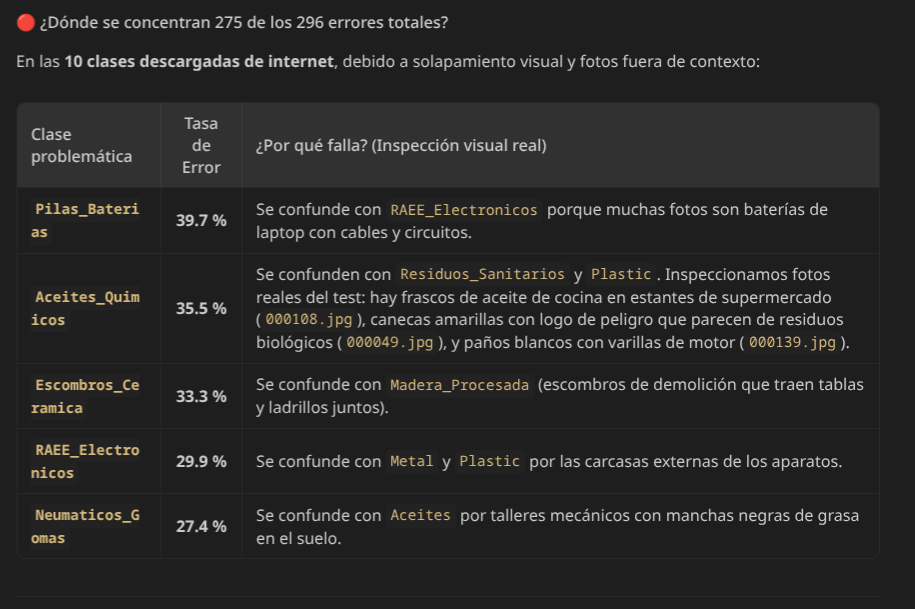 🔴 ¿Dónde se concentran 275 de los 296 errores totales?
En las 10 clases descargadas de internet, debido a solapamiento visual y fotos fuera de contexto:
Clase
problemática
Tasa
de
Error
¿Por qué falla? (Inspección visual real)
Pilas_Bateri
as
39.7 %
Se confunde con RAEE_Electronicos porque muchas fotos son baterías de
laptop con cables y circuitos.
Aceites_Quim
icos
35.5 %
Se confunden con Residuos_Sanitarios y Plastic. Inspeccionamos fotos
reales del test: hay frascos de aceite de cocina en estantes de supermercado
(000108.jpg), canecas amarillas con logo de peligro que parecen de residuos
biológicos (000049.jpg), y paños blancos con varillas de motor (000139.jpg).
Escombros_Ce
ramica
33.3 %
Se confunde con Madera_Procesada (escombros de demolición que traen tablas
y ladrillos juntos).
RAEE_Electro
nicos
29.9 %
Se confunde con Metal y Plastic por las carcasas externas de los aparatos.
Neumaticos_G
omas
27.4 %
Se confunde con Aceites por talleres mecánicos con manchas negras de grasa
en el suelo.